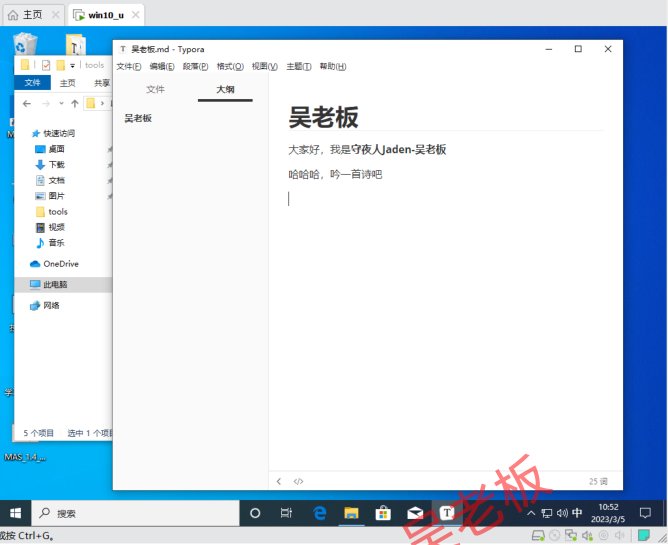 主页
win10_u
tools
文件 主页 共享
快速访问
桌面
下载
文档
图片
tools
视频
音乐
OneDrive
此电脑
网络
5 个项目 选中 1 个项目
MAS_1.4_...
吴老板.md - Typora
文件(F) 编辑(E) 段落(P) 格式(O) 视图(V) 主题(T) 帮助(H)
文件 大纲
吴老板
吴老板
大家好，我是守夜人Jaden-吴老板
哈哈哈，吟一首诗吧
</>
25 词
吴老板
搜索
中
10:52
2023/3/5
或按 Ctrl+G。